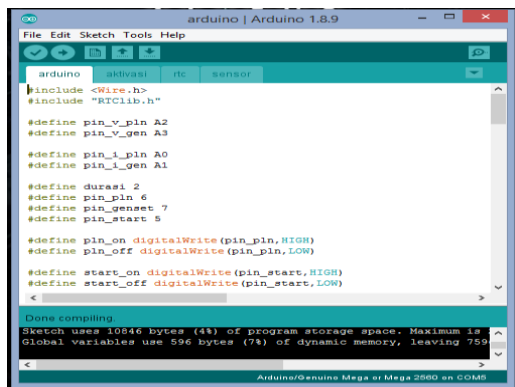 arduino | Arduino 1.8.9
File Edit Sketch Tools Help
arduino aktivasi rtc sensor
#include <Wire.h>
#include "RTClib.h"
#define pin_v_pln A2
#define pin_v_gen A3
#define pin_i_pln A0
#define pin_i_gen A1
#define durasi 2
#define pin_pln 6
#define pin_genset 7
#define pin_start 5
#define pln_on digitalWrite(pin_pln,HIGH)
#define pln_off digitalWrite(pin_pln,LOW)
#define start_on digitalWrite(pin_start,HIGH)
#define start_off digitalWrite(pin_start,LOW)
Done compiling.
Sketch uses 10846 bytes (4%) of program storage space. Maximum is
Global variables use 596 bytes (7%) of dynamic memory, leaving 759
Arduino/Genuino Mega or Mega 2560 on COM5